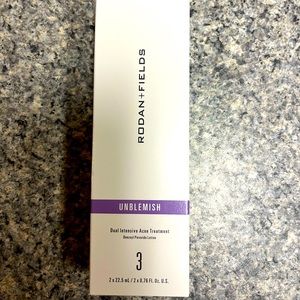 RODAN+FIELDS
UNBLEMISH
Dual Intensive Acne Treatment
Benzoyl Peroxide Lotion
3
2 x 22.5 mL / 2 x 0.76 Fl. Oz. U.S.